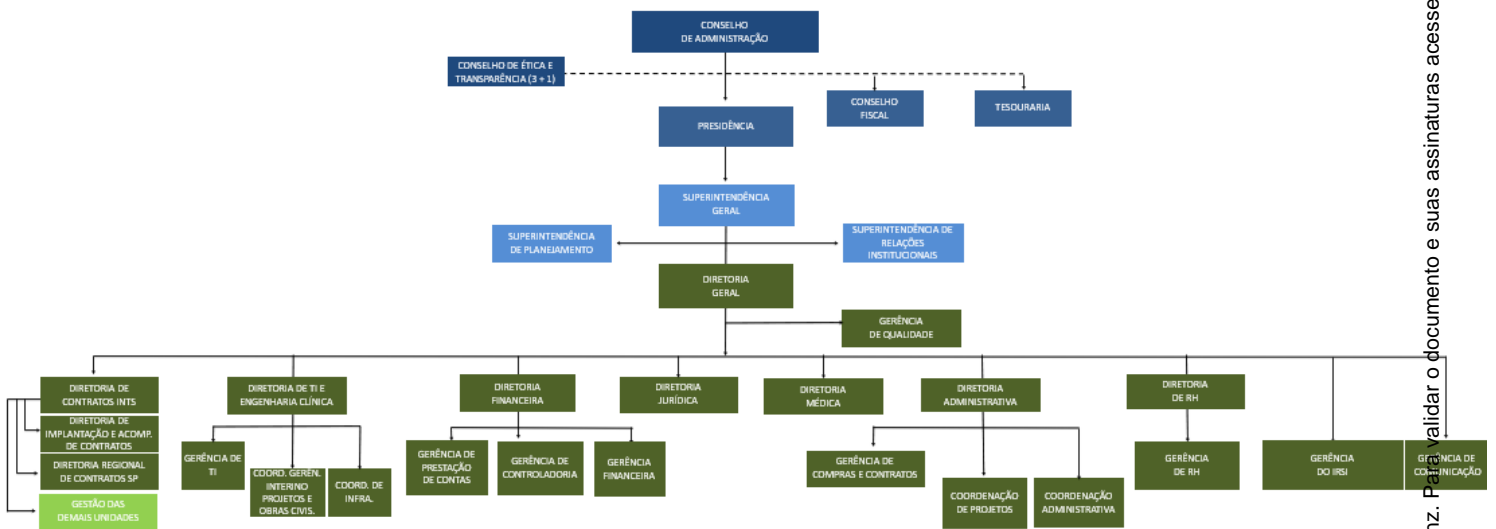 CONSELHO
DE ADMINISTRAÇÃO
CONSELHO DE ÉTICA E
TRANSPARÊNCIA (3 + 1)
CONSELHO
FISCAL
TESOURARIA
PRESIDÊNCIA
SUPERINTENDÊNCIA
GERAL
SUPERINTENDÊNCIA
DE PLANEJAMENTO
SUPERINTENDÊNCIA DE
RELAÇÕES
INSTITUCIONAIS
DIRETORIA
GERAL
GERÊNCIA
DE QUALIDADE
DIRETORIA DE
CONTRATOS INTS
DIRETORIA DE
IMPLANTAÇÃO E ACOMP.
DE CONTRATOS
DIRETORIA REGIONAL
DE CONTRATOS SP
GESTÃO DAS
DEMAIS UNIDADES
DIRETORIA DE TI E
ENGENHARIA CLÍNICA
GERÊNCIA DE
TI
COORD. GERÊN.
INTERINO
PROJETOS E
OBRAS CIVIS.
COORD. DE
INFRA.
DIRETORIA
FINANCEIRA
GERÊNCIA DE
PRESTAÇÃO
DE CONTAS
GERÊNCIA DE
CONTROLADORIA
GERÊNCIA
FINANCEIRA
DIRETORIA
JURÍDICA
DIRETORIA
MÉDICA
DIRETORIA
ADMINISTRATIVA
GERÊNCIA DE
COMPRAS E CONTRATOS
COORDENAÇÃO
DE PROJETOS
COORDENAÇÃO
ADMINISTRATIVA
DIRETORIA
DE RH
GERÊNCIA
DE RH
GERÊNCIA
DO IRSI
GERÊNCIA DE
COMUNICAÇÃO
nz. Para validar o documento e suas assinaturas acesse